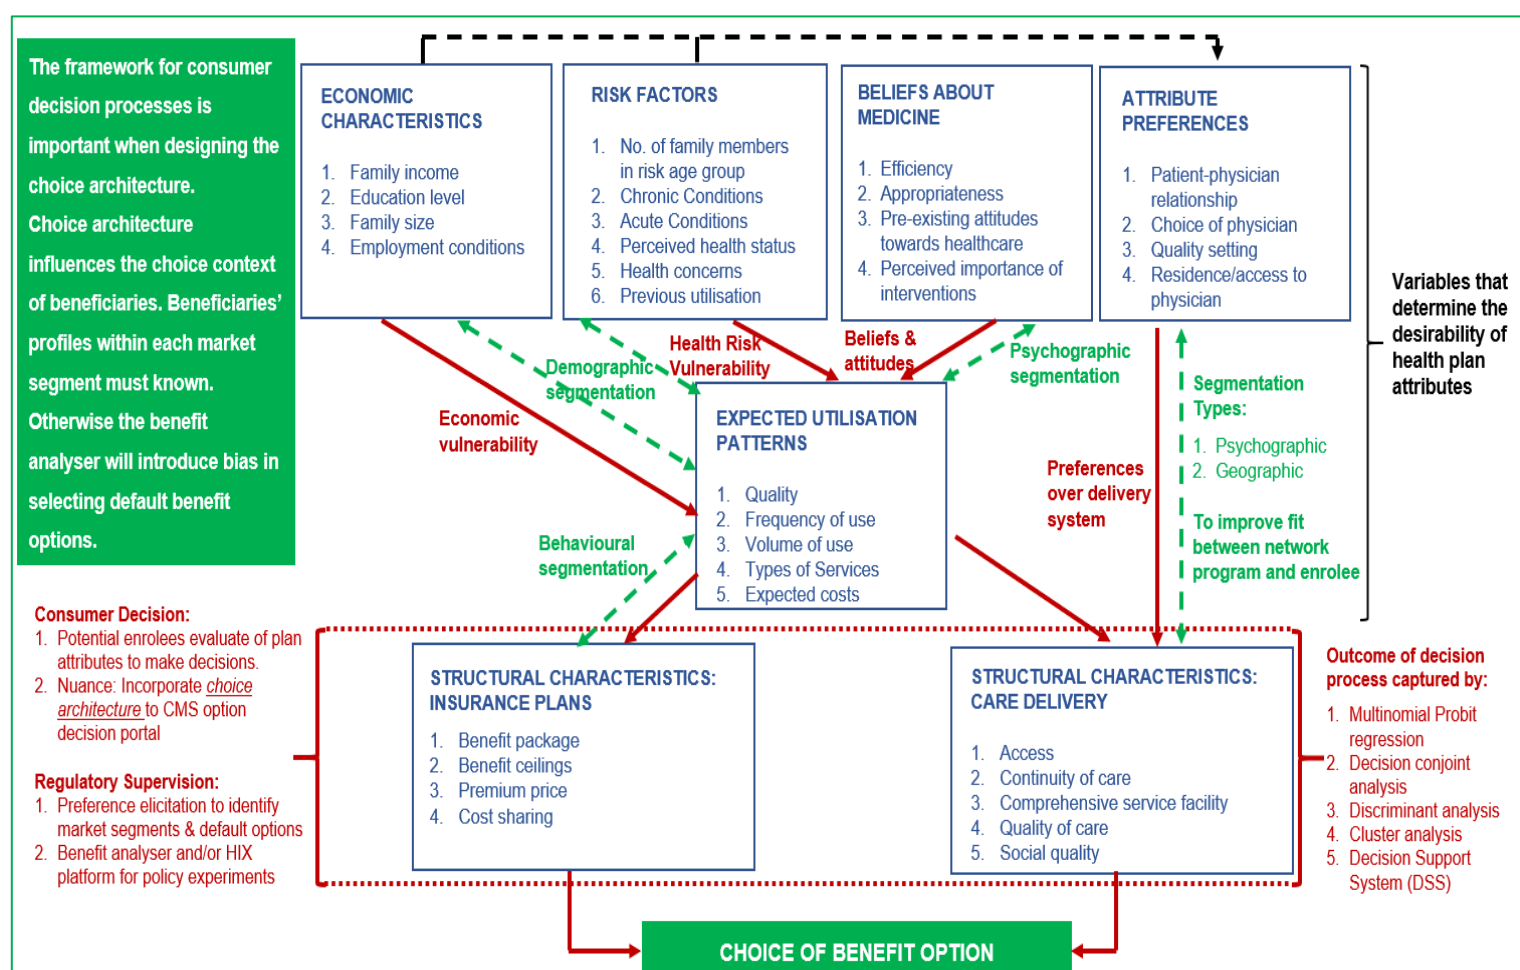 The framework for consumer
decision processes is
important when designing the
choice architecture.
Choice architecture
influences the choice context
of beneficiaries. Beneficiaries'
profiles within each market
segment must known.
Otherwise the benefit
analyser will introduce bias in
selecting default benefit
options.
ECONOMIC
CHARACTERISTICS
1. Family income
2. Education level
3. Family size
4. Employment conditions
RISK FACTORS
1. No. of family members
in risk age group
2. Chronic Conditions
3. Acute Conditions
4. Perceived health status
5. Health concerns
6. Previous utilisation
BELIEFS ABOUT
MEDICINE
1. Efficiency
2. Appropriateness
3. Pre-existing attitudes
towards healthcare
4. Perceived importance of
interventions
ATTRIBUTE
PREFERENCES
1. Patient-physician
relationship
2. Choice of physician
3. Quality setting
4. Residence/access to
physician
Variables that
determine the
desirability of
health plan
attributes
Economic
vulnerability
Demographic
segmentation
Health Risk
Vulnerability
Beliefs &
attitudes
Psychographic
segmentation
Preferences
over delivery
system
Segmentation
Types:
1. Psychographic
2. Geographic
To improve fit
between network
program and enrolee
EXPECTED UTILISATION
PATTERNS
1. Quality
2. Frequency of use
3. Volume of use
4. Types of Services
5. Expected costs
Behavioural
segmentation
Consumer Decision:
1. Potential enrolees evaluate of plan
attributes to make decisions.
2. Nuance: Incorporate choice
architecture to CMS option
decision portal
Regulatory Supervision:
1. Preference elicitation to identify
market segments & default options
2. Benefit analyser and/or HIX
platform for policy experiments
STRUCTURAL CHARACTERISTICS:
INSURANCE PLANS
1. Benefit package
2. Benefit ceilings
3. Premium price
4. Cost sharing
STRUCTURAL CHARACTERISTICS:
CARE DELIVERY
1. Access
2. Continuity of care
3. Comprehensive service facility
4. Quality of care
5. Social quality
Outcome of decision
process captured by:
1. Multinomial Probit
regression
2. Decision conjoint
analysis
3. Discriminant analysis
4. Cluster analysis
5. Decision Support
System (DSS)
CHOICE OF BENEFIT OPTION